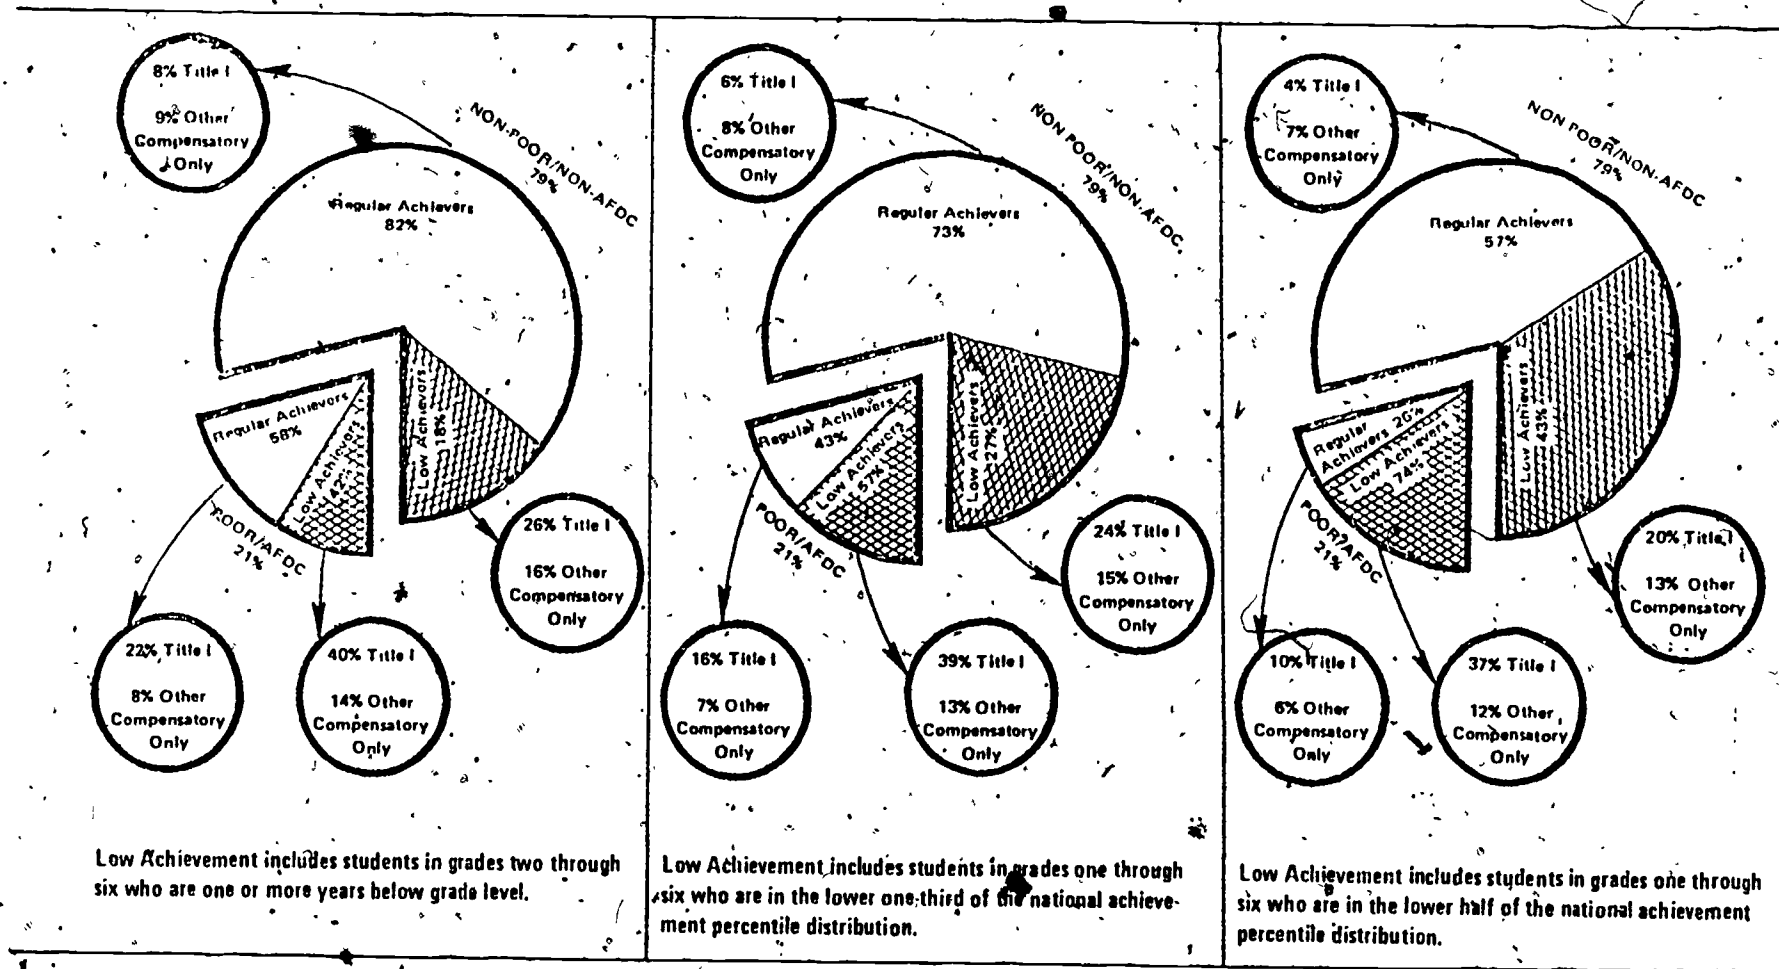 8% Title I
9% Other
Compensatory
Only
NON-POOR/NON-AFDC
79%
Regular Achievers
82%
Low Achievers
18%
Regular Achievers
58%
Low Achievers
42%
POOR/AFDC
21%
26% Title I
16% Other
Compensatory
Only
22% Title I
8% Other
Compensatory
Only
40% Title I
14% Other
Compensatory
Only
Low Achievement includes students in grades two through
six who are one or more years below grade level.
6% Title I
8% Other
Compensatory
Only
NON POOR/NON-AFDC
79%
Regular Achievers
73%
Low Achievers
27%
Regular Achievers
43%
Low Achievers
57%
POOR/AFDC
21%
24% Title I
15% Other
Compensatory
Only
16% Title I
7% Other
Compensatory
Only
39% Title I
13% Other
Compensatory
Only
Low Achievement includes students in grades one through
six who are in the lower one-third of the national achieve-
ment percentile distribution.
4% Title I
7% Other
Compensatory
Only
NON POOR/NON-AFDC
79%
Regular Achievers
57%
Low Achievers
43%
Regular
Achievers 26%
Low Achievers
74%
POOR/AFDC
21%
20% Title I
13% Other
Compensatory
Only
10% Title I
6% Other
Compensatory
Only
37% Title I
12% Other
Compensatory
Only
Low Achievement includes students in grades one through
six who are in the lower half of the national achievement
percentile distribution.